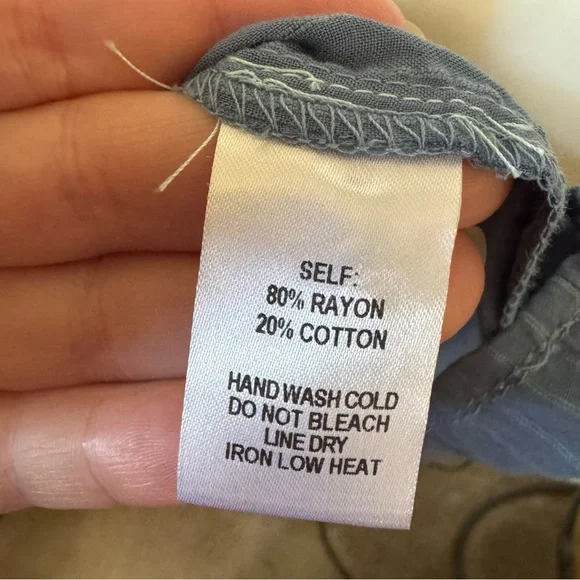 SELF:
80% RAYON
20% COTTON
HAND WASH COLD
DO NOT BLEACH
LINE DRY
IRON LOW HEAT